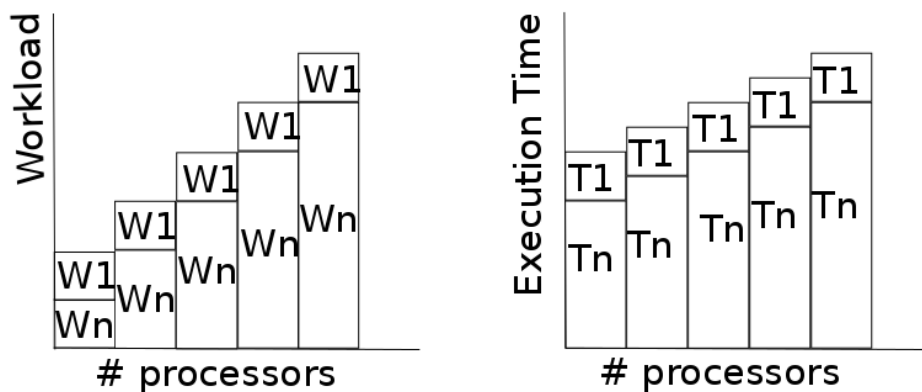 Workload
W1
W1
W1
W1
W1
Wn
Wn
Wn
Wn
Wn
# processors
Execution Time
T1
T1
T1
T1
T1
Tn
Tn
Tn
Tn
Tn
# processors